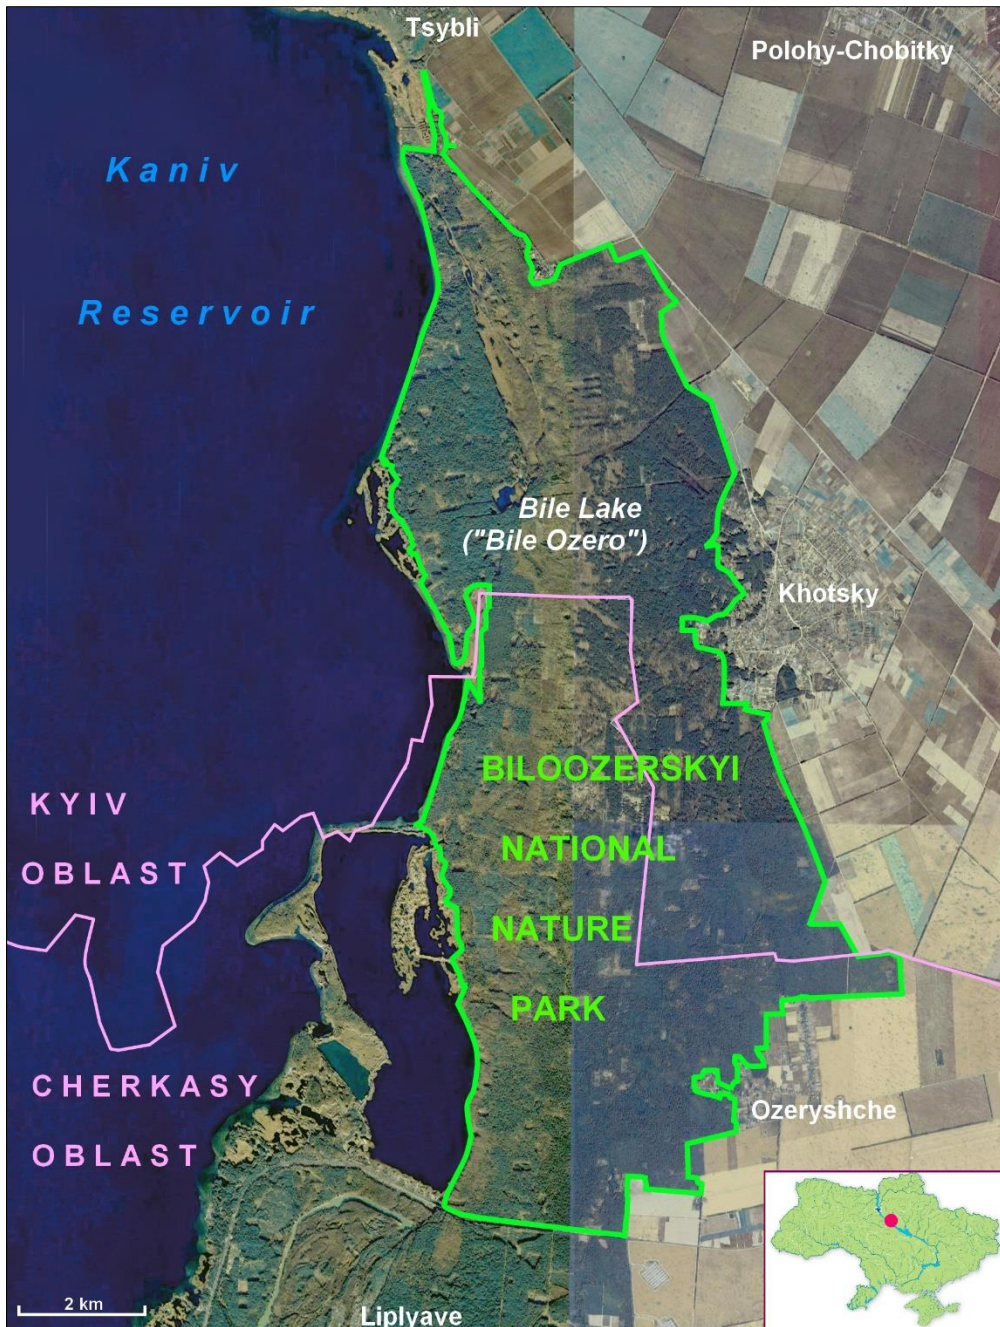 Tsybli
Polohy-Chobitky
Kaniv
Reservoir
Bile Lake
("Bile Ozero")
Khotsky
BILOOZERSKYI
NATIONAL
NATURE
PARK
KYIV
OBLAST
CHERKASY
OBLAST
Ozeryshche
2 km
Liplyave